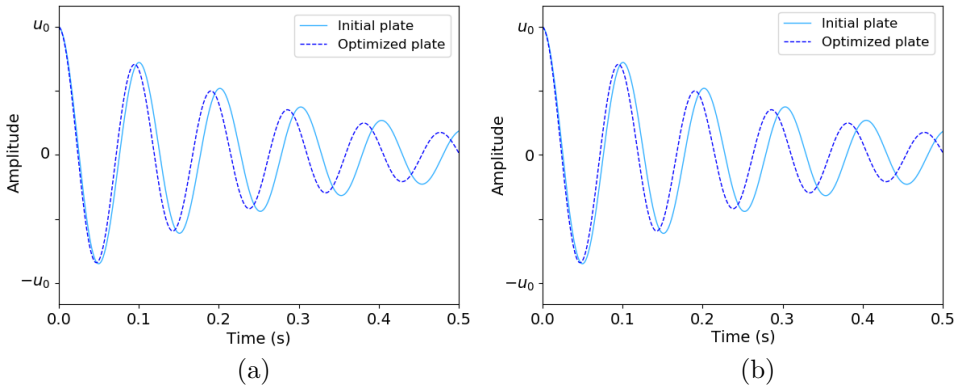 u₀
0
−u₀
Amplitude
Initial plate
Optimized plate
0.0 0.1 0.2 0.3 0.4 0.5
Time (s)
(a)
u₀
0
−u₀
Amplitude
Initial plate
Optimized plate
0.0 0.1 0.2 0.3 0.4 0.5
Time (s)
(b)